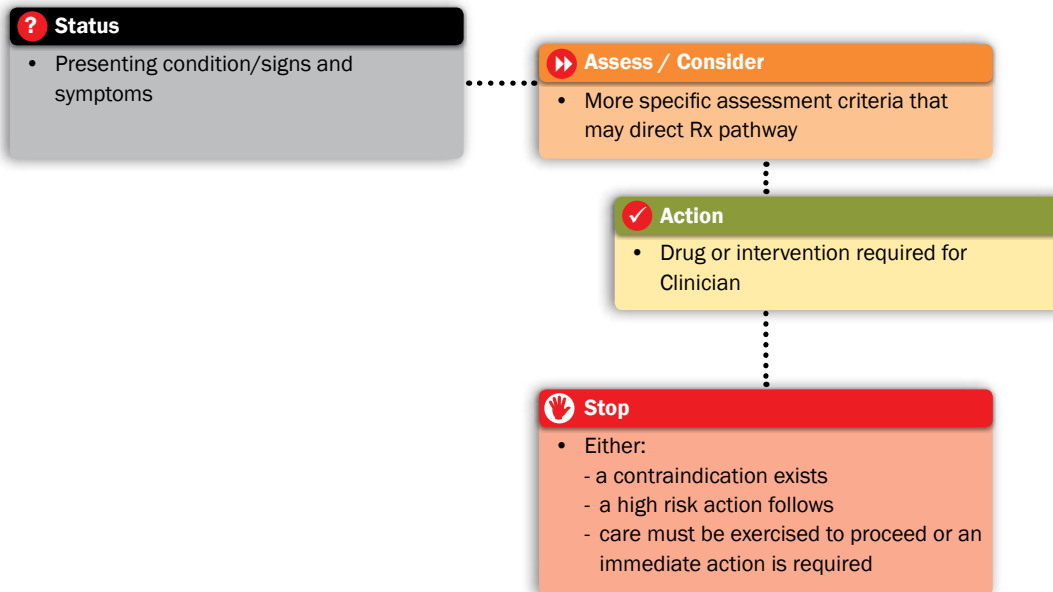 ? Status
• Presenting condition/signs and
symptoms
Assess / Consider
• More specific assessment criteria that
may direct Rx pathway
Action
• Drug or intervention required for
Clinician
Stop
• Either:
- a contraindication exists
- a high risk action follows
- care must be exercised to proceed or an
immediate action is required